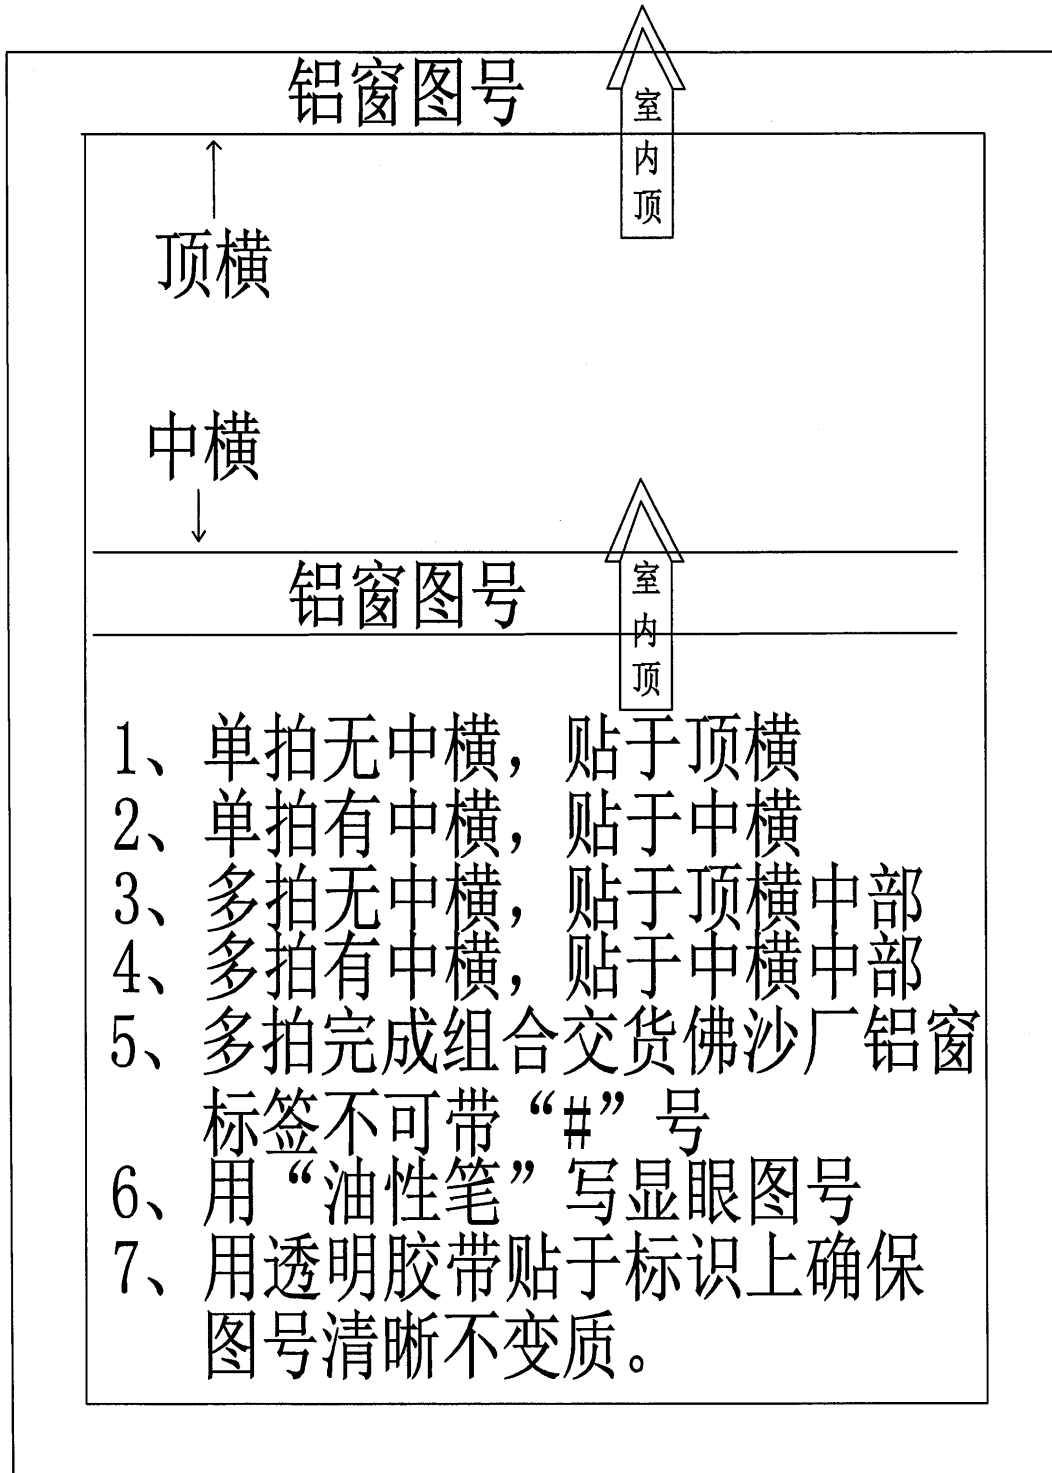 铝窗图号
室
内
顶
顶横
中横
铝窗图号
室
内
顶
1、单拍无中横，贴于顶横
2、单拍有中横，贴于中横
3、多拍无中横，贴于顶横中部
4、多拍有中横，贴于中横中部
5、多拍完成组合交货佛沙厂铝窗
标签不可带“#”号
6、用“油性笔”写显眼图号
7、用透明胶带贴于标识上确保
图号清晰不变质。